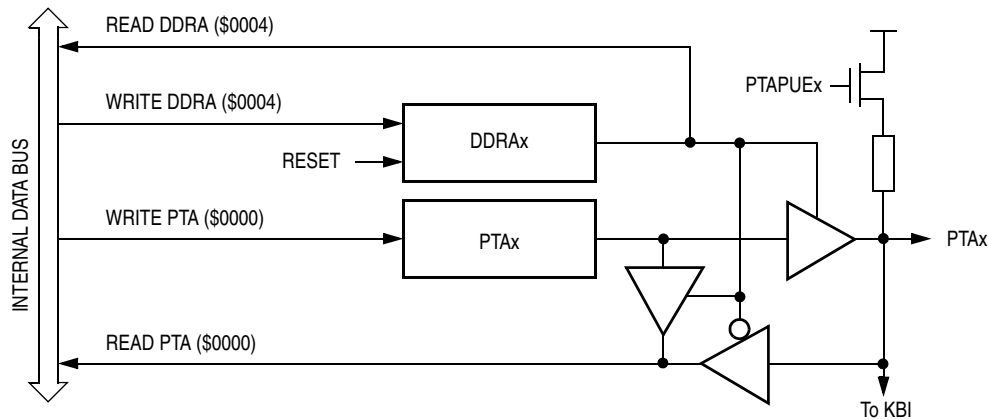 READ DDRA ($0004)
WRITE DDRA ($0004)
PTAPUEx
DDRAx
RESET
WRITE PTA ($0000)
PTAx
PTAx
INTERNAL DATA BUS
READ PTA ($0000)
To KBI